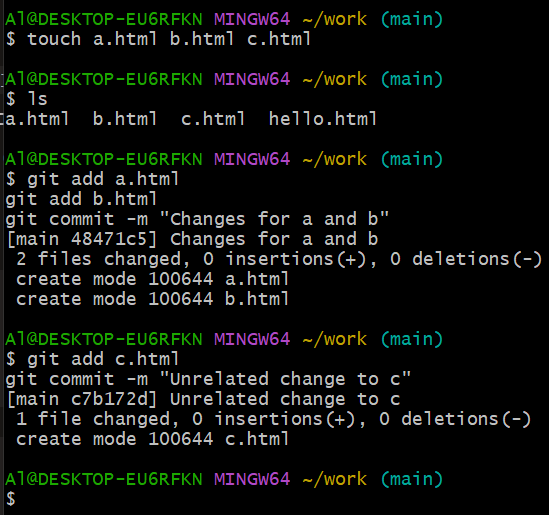 Al@DESKTOP-EU6RFKN MINGW64 ~/work (main)
$ touch a.html b.html c.html
Al@DESKTOP-EU6RFKN MINGW64 ~/work (main)
$ ls
a.html  b.html  c.html  hello.html
Al@DESKTOP-EU6RFKN MINGW64 ~/work (main)
$ git add a.html
git add b.html
git commit -m "Changes for a and b"
[main 48471c5] Changes for a and b
 2 files changed, 0 insertions(+), 0 deletions(-)
 create mode 100644 a.html
 create mode 100644 b.html
Al@DESKTOP-EU6RFKN MINGW64 ~/work (main)
$ git add c.html
git commit -m "Unrelated change to c"
[main c7b172d] Unrelated change to c
 1 file changed, 0 insertions(+), 0 deletions(-)
 create mode 100644 c.html
Al@DESKTOP-EU6RFKN MINGW64 ~/work (main)
$